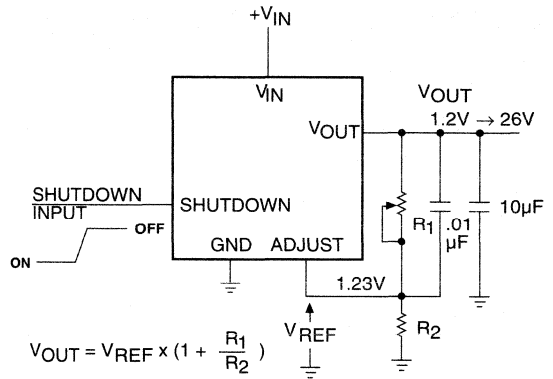 +VIN
VIN
VOUT
VOUT
1.2V → 26V
SHUTDOWN
INPUT
SHUTDOWN
OFF
ON
GND
ADJUST
R1
.01
µF
10µF
1.23V
VREF
R2
VOUT = VREF x (1 + R1/R2 )